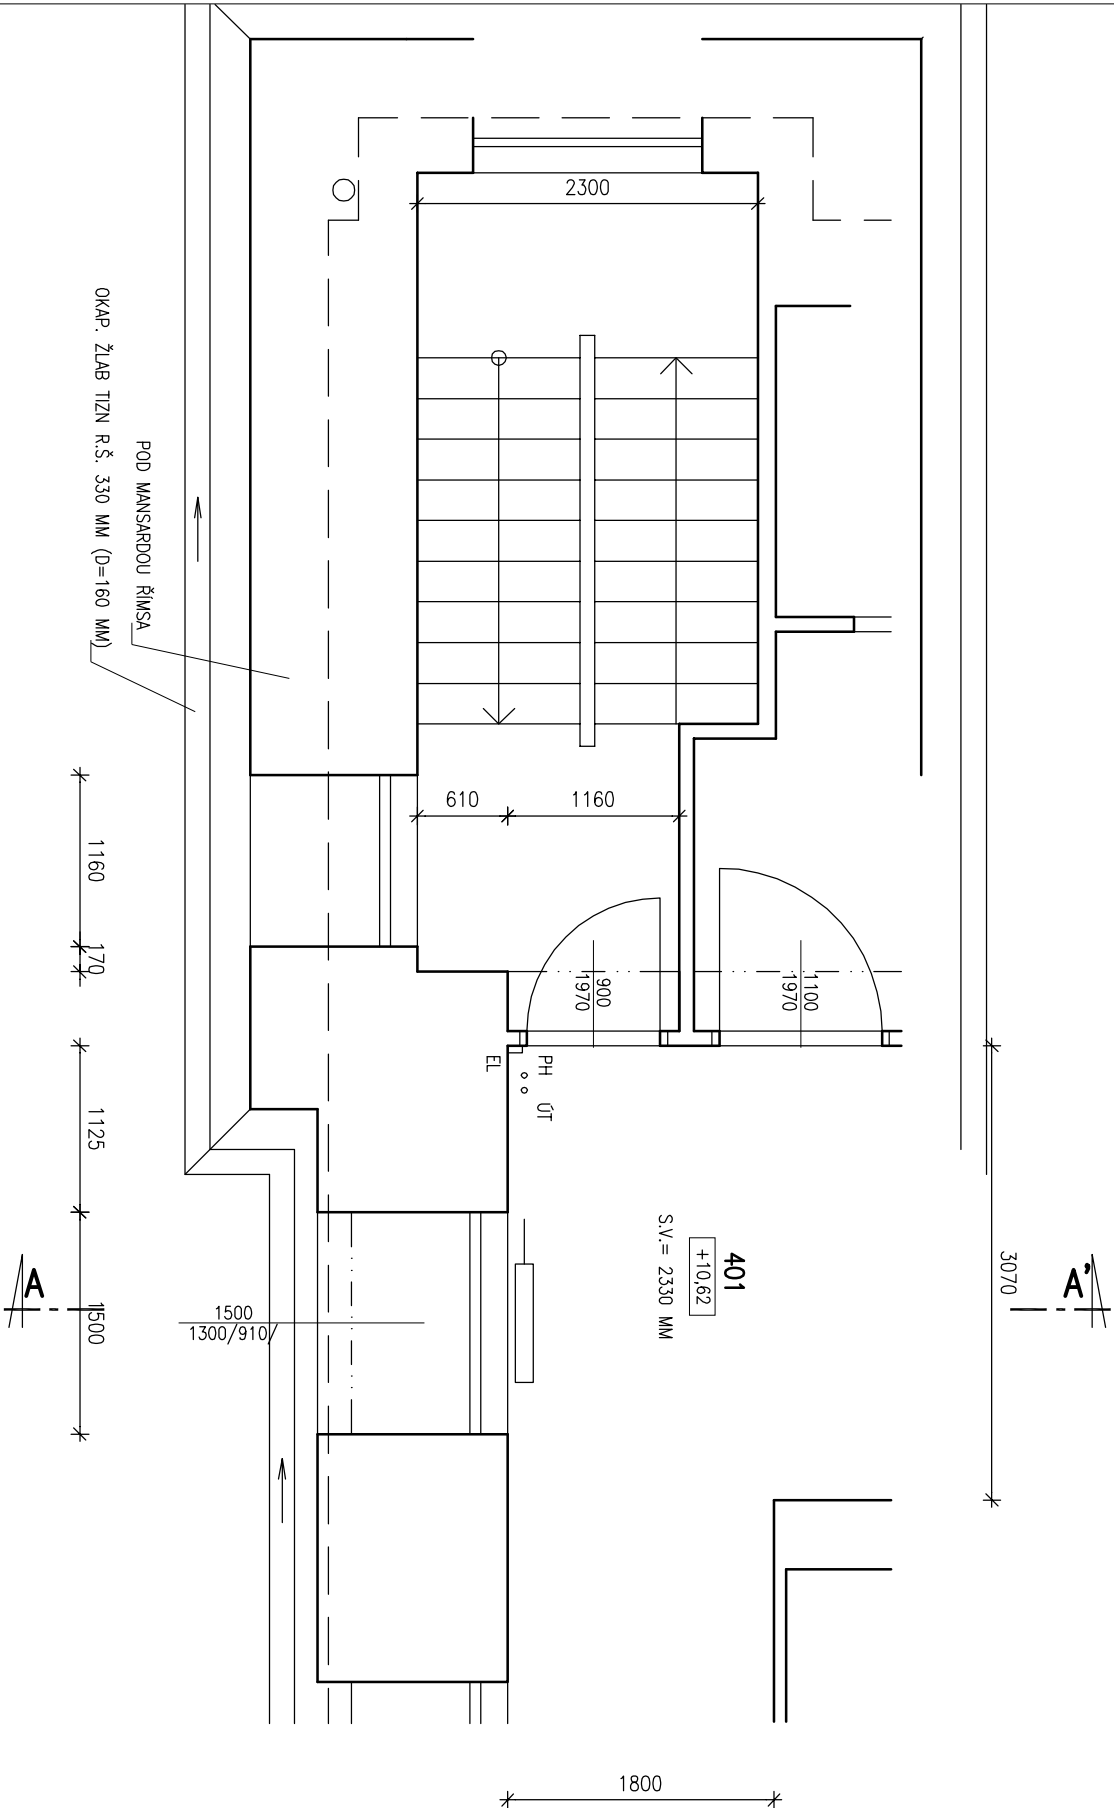 2300
OKAP. ŽLAB TIZN R.Š. 330 MM (D=160 MM)
POD MANSARDOU ŘÍMSA
610
1160
1160
170
1125
1500
900
1970
1100
1970
PH
EL
ÚT
401
+10,62
S.V.= 2330 MM
3070
A
A'
1500
1300/910/
1800